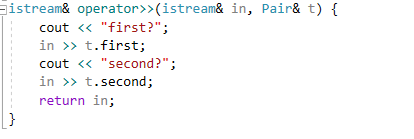 istream& operator>>(istream& in, Pair& t) {
    cout << "first?";
    in >> t.first;
    cout << "second?";
    in >> t.second;
    return in;
}